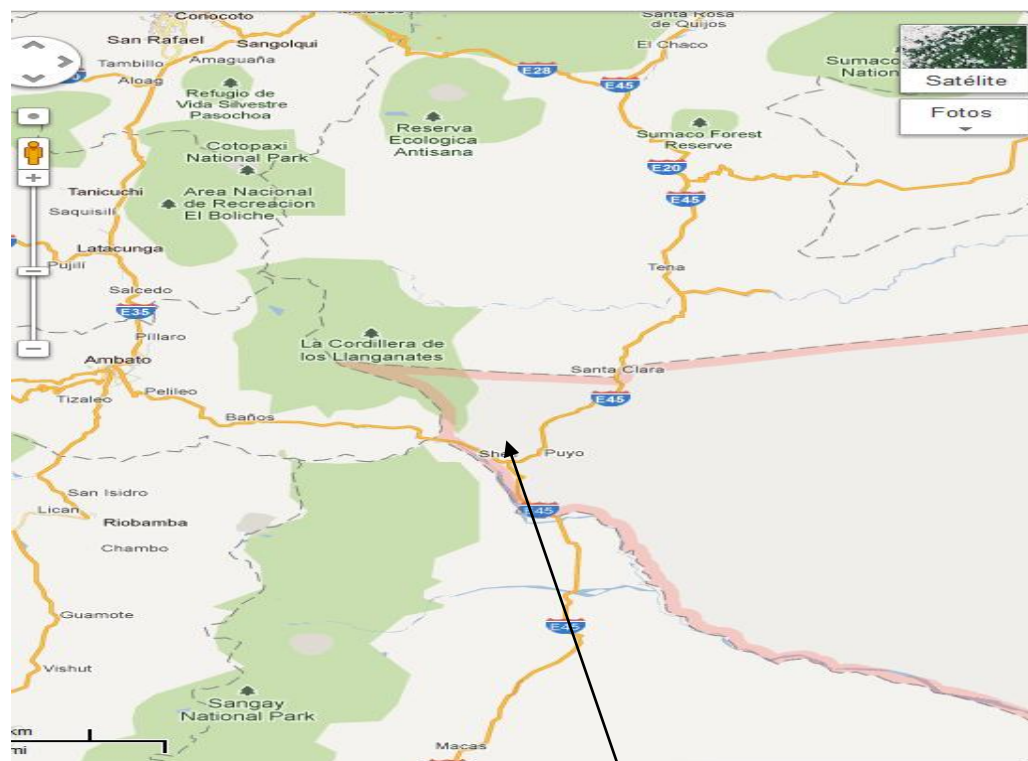 Conocoto
Santa Rosa
de Quijos
San Rafael
Sangolqui
El Chaco
Tambillo
Amaguaña
Aloag
E28
E45
Satélite
Fotos
Refugio de
Vida Silvestre
Pasochoa
Reserva
Ecologica
Antisana
Sumaco Forest
Reserve
Cotopaxi
National Park
E20
Tanicuchi
Area Nacional
de Recreacion
El Boliche
E45
Saquisilí
Latacunga
Pujilí
Tena
Salcedo
E35
Píllaro
La Cordillera de
los Llanganates
Ambato
Santa Clara
Pelileo
Tizaleo
E45
Baños
Puyo
San Isidro
Lican
E45
Riobamba
Chambo
Guamote
E45
Vishut
Sangay
National Park
km
mi
Macas